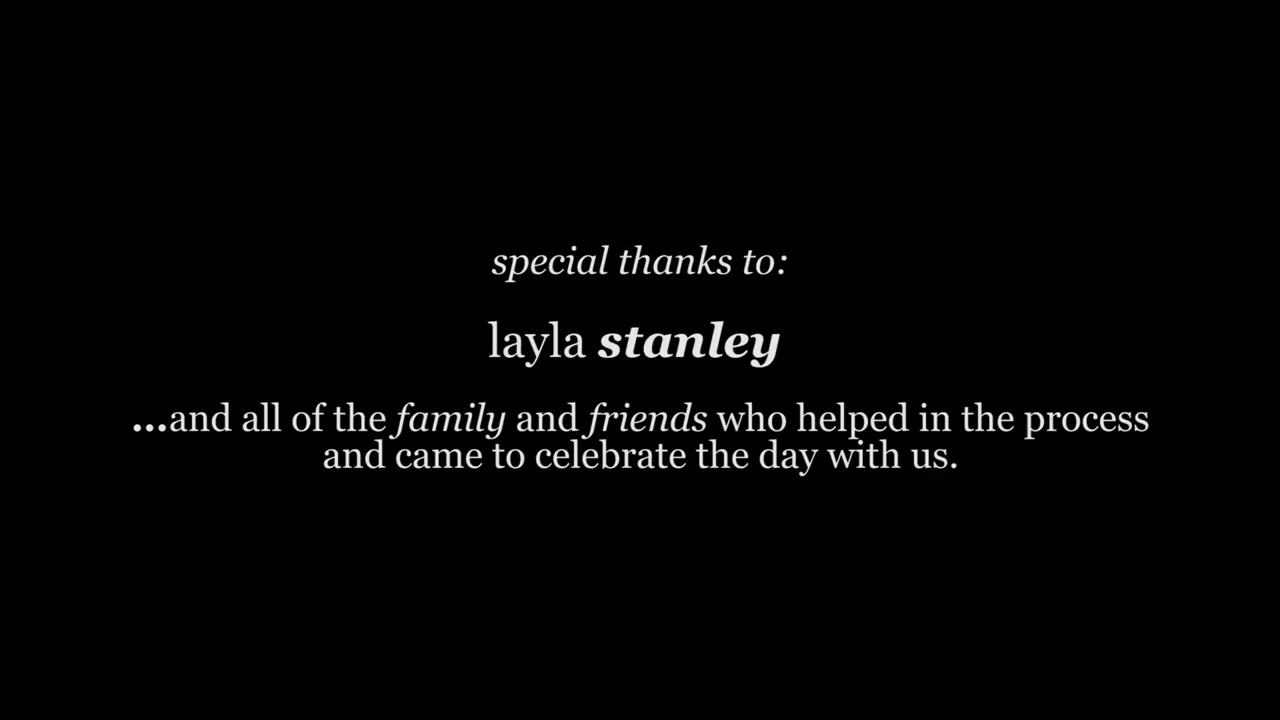 special thanks to:
layla stanley
...and all of the family and friends who helped in the process
and came to celebrate the day with us.